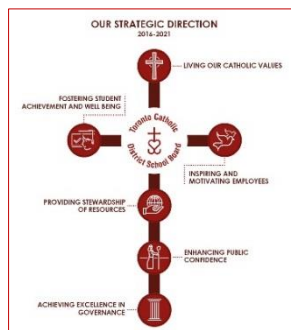 OUR STRATEGIC DIRECTION
2016-2021
LIVING OUR CATHOLIC VALUES
FOSTERING STUDENT
ACHIEVEMENT AND WELL BEING
Toronto Catholic
District School Board
INSPIRING AND
MOTIVATING EMPLOYEES
PROVIDING STEWARDSHIP
OF RESOURCES
ENHANCING PUBLIC
CONFIDENCE
ACHIEVING EXCELLENCE IN
GOVERNANCE